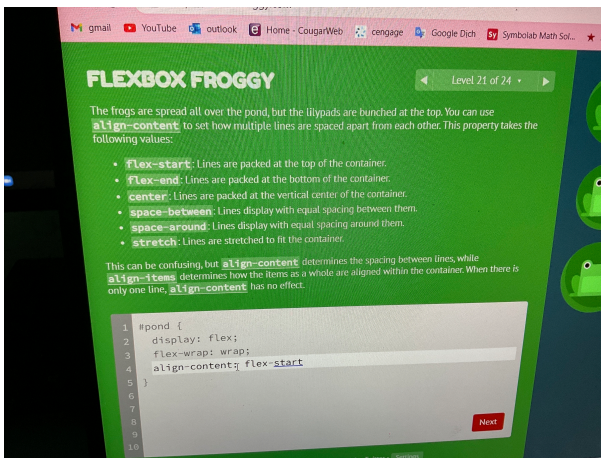 gmail YouTube outlook Home - CougarWeb cengage Google Dich Symbolab Math Sol...
FLEXBOX FROGGY
Level 21 of 24
The frogs are spread all over the pond, but the lilypads are bunched at the top. You can use
align-content to set how multiple lines are spaced apart from each other. This property takes the
following values:
• flex-start: Lines are packed at the top of the container.
• flex-end: Lines are packed at the bottom of the container.
• center: Lines are packed at the vertical center of the container.
• space-between: Lines display with equal spacing between them.
• space-around: Lines display with equal spacing around them.
• stretch: Lines are stretched to fit the container.
This can be confusing, but align-content determines the spacing between lines, while
align-items determines how the items as a whole are aligned within the container. When there is
only one line, align-content has no effect.
1 #pond {
2 display: flex;
3 flex-wrap: wrap;
4 align-content: flex-start
5 }
6
7
8
9
10
Next